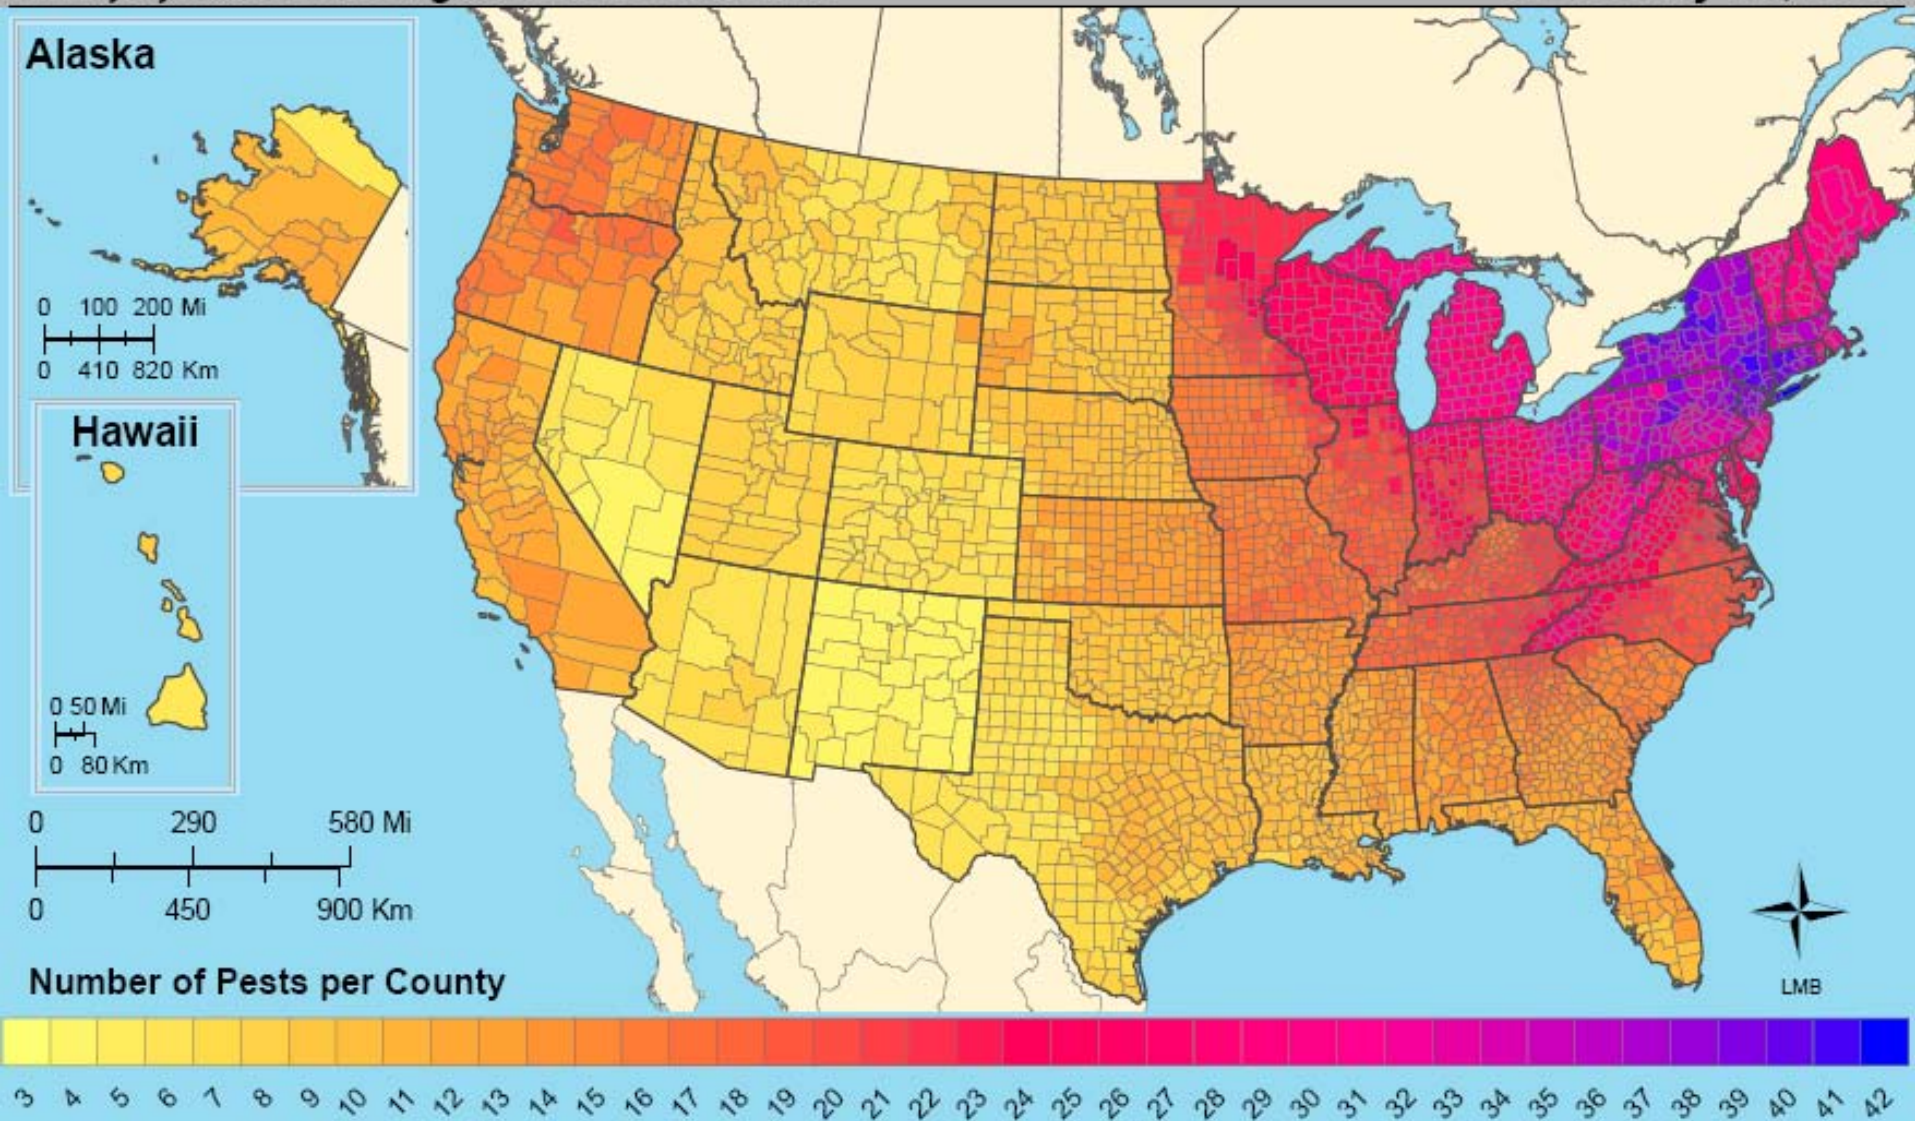 Alaska
0 100 200 Mi
0 410 820 Km
Hawaii
0 50 Mi
0 80 Km
0 290 580 Mi
0 450 900 Km
Number of Pests per County
LMB
3 4 5 6 7 8 9 10 11 12 13 14 15 16 17 18 19 20 21 22 23 24 25 26 27 28 29 30 31 32 33 34 35 36 37 38 39 40 41 42